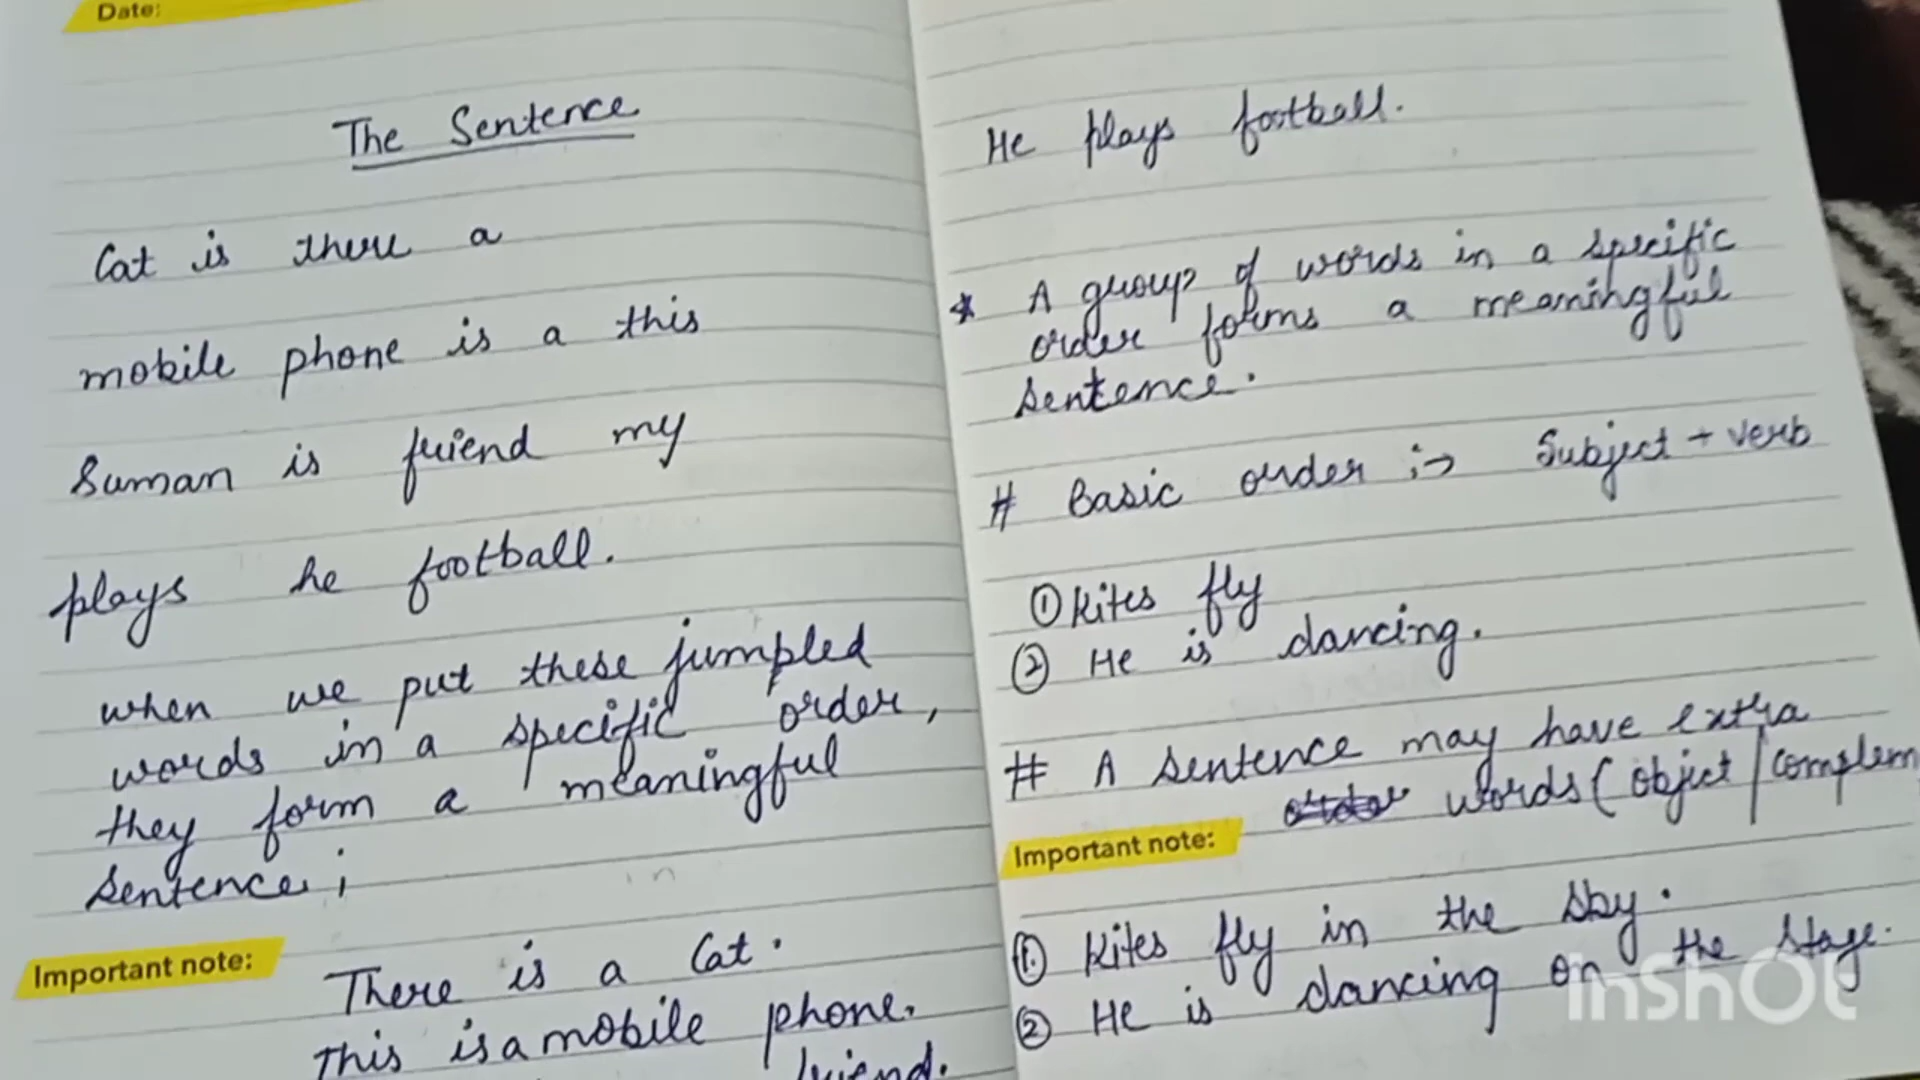 Date:
The Sentence
Cat is there a
mobile phone is a this
Suman is friend my
plays he football.
when we put these jumpled
words in a specific order,
they form a meaningful
sentence;
Important note:
There is a Cat.
This is a mobile phone.
friend.
He plays football.
* A group of words in a specific
order forms a meaningful
sentence.
# Basic order :→ Subject + verb
① Kites fly
② He is dancing.
# A sentence may have extra
words (object/complem
Important note:
①. Kites fly in the sky.
② He is dancing on the stage.
InShOt